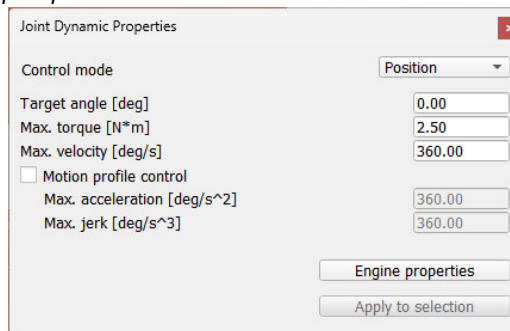 Joint Dynamic Properties
Control mode Position
Target angle [deg] 0.00
Max. torque [N*m] 2.50
Max. velocity [deg/s] 360.00
Motion profile control
Max. acceleration [deg/s^2] 360.00
Max. jerk [deg/s^3] 360.00
Engine properties
Apply to selection